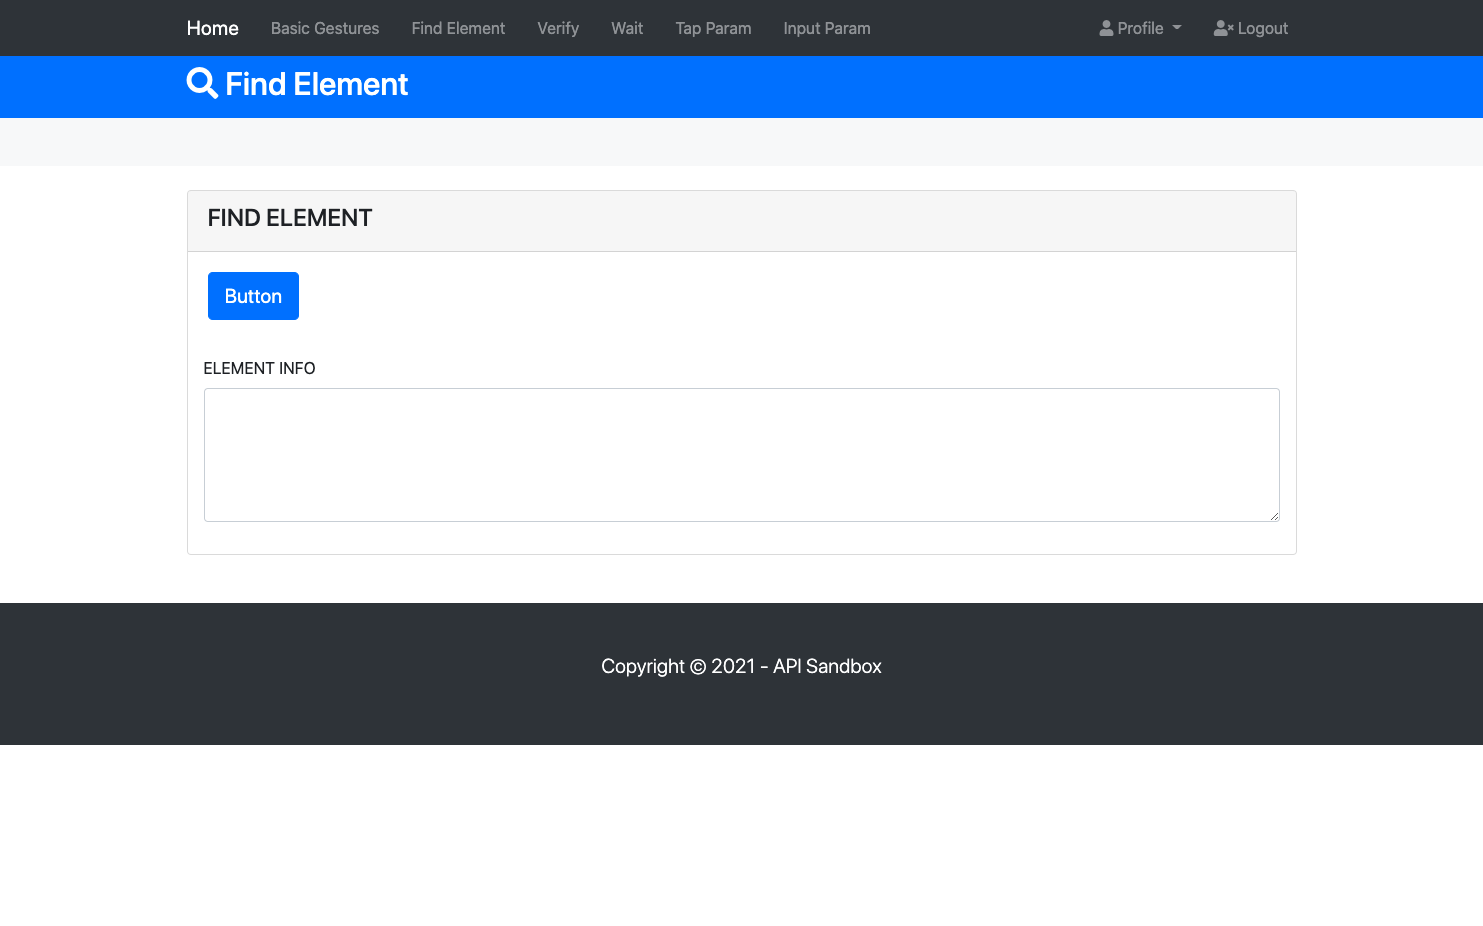 Home Basic Gestures Find Element Verify Wait Tap Param Input Param Profile Logout
Find Element
FIND ELEMENT
Button
ELEMENT INFO
Copyright © 2021 - API Sandbox